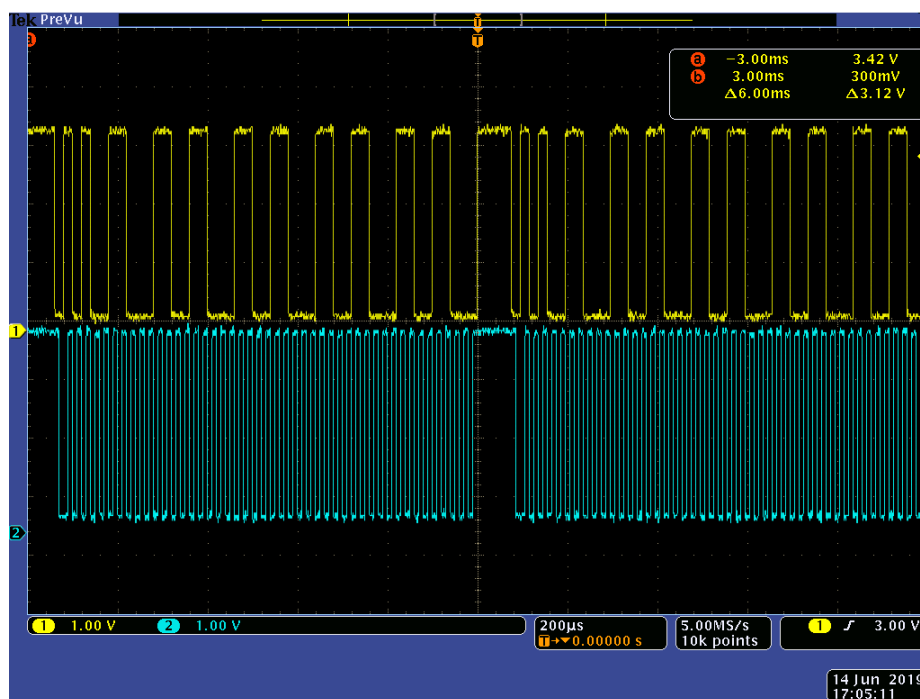 Tek PreVu
T
a
T
a −3.00ms 3.42 V
b 3.00ms 300mV
Δ6.00ms Δ3.12 V
1
2
1 1.00 V 2 1.00 V
200µs
T→▼0.00000 s
5.00MS/s
10k points
1 3.00 V
14 Jun 2019
17:05:11